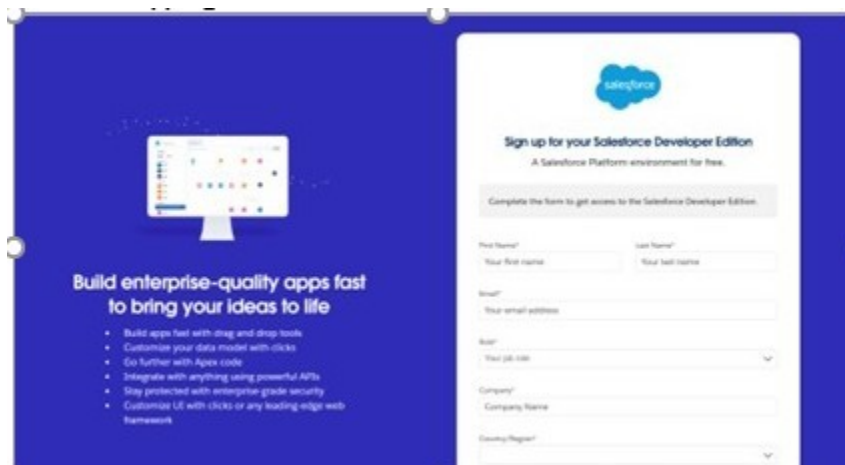 Build enterprise-quality apps fast
to bring your ideas to life
Build apps fast with drag and drop tools
Customize your data model with clicks
Go further with Apex code
Integrate with anything using powerful APIs
Stay protected with enterprise-grade security
Customize UI with clicks or any leading-edge web
framework
salesforce
Sign up for your Salesforce Developer Edition
A Salesforce Platform environment for free.
Complete the form to get access to the Salesforce Developer Edition.
First Name* Last Name*
Your first name Your last name
Email*
Your email address
Role*
Your job role
Company*
Company Name
Country/Region*